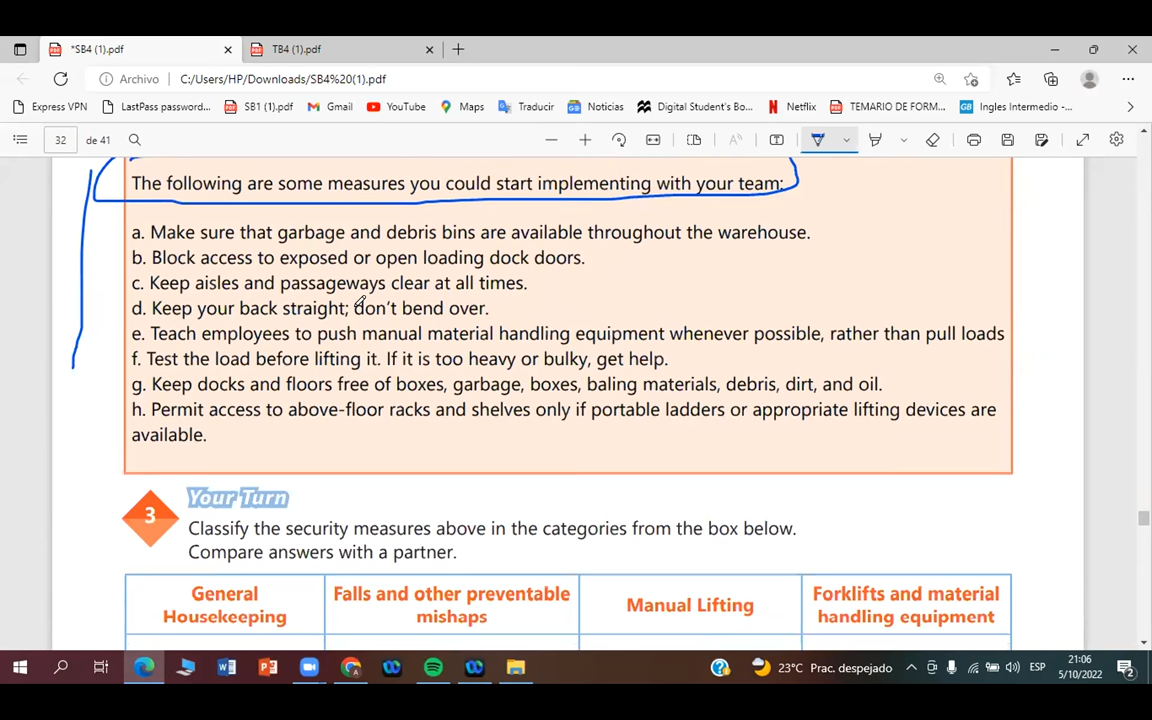 *SB4 (1).pdf
TB4 (1).pdf
Archivo C:/Users/HP/Downloads/SB4%20(1).pdf
Express VPN LastPass password... SB1 (1).pdf Gmail YouTube Maps Traducir Noticias Digital Student's Bo... Netflix TEMARIO DE FORM... Ingles Intermedio -...
32 de 41
The following are some measures you could start implementing with your team:
a. Make sure that garbage and debris bins are available throughout the warehouse.
b. Block access to exposed or open loading dock doors.
c. Keep aisles and passageways clear at all times.
d. Keep your back straight; don't bend over.
e. Teach employees to push manual material handling equipment whenever possible, rather than pull loads
f. Test the load before lifting it. If it is too heavy or bulky, get help.
g. Keep docks and floors free of boxes, garbage, boxes, baling materials, debris, dirt, and oil.
h. Permit access to above-floor racks and shelves only if portable ladders or appropriate lifting devices are
available.
3 Your Turn
Classify the security measures above in the categories from the box below.
Compare answers with a partner.
General
Housekeeping
Falls and other preventable
mishaps
Manual Lifting
Forklifts and material
handling equipment
23°C Prac. despejado ESP 21:06
5/10/2022